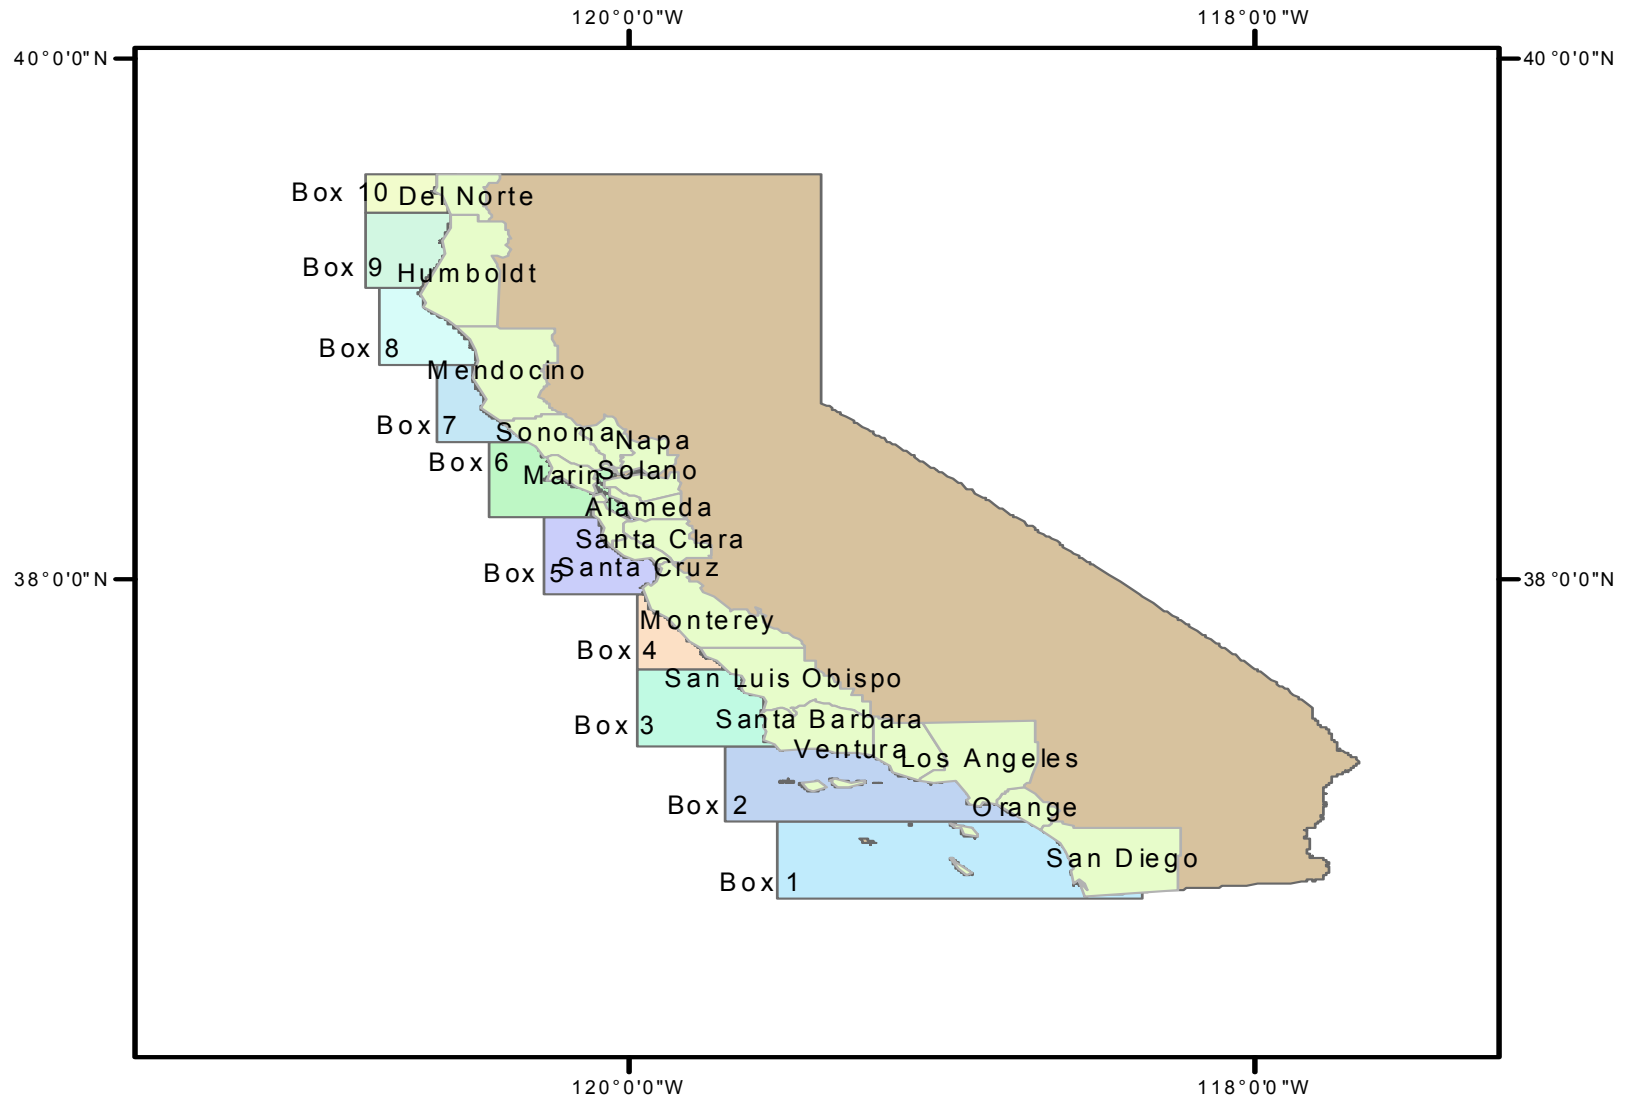 120°0'0"W 118°0'0"W
40°0'0"N 40°0'0"N
Box 10 Del Norte
Box 9 Humboldt
Box 8
Mendocino
Box 7 Sonoma Napa
Box 6 Marin Solano
Alameda
Santa Clara
Box 5 Santa Cruz
38°0'0"N 38°0'0"N
Monterey
Box 4
San Luis Obispo
Box 3 Santa Barbara
Ventura Los Angeles
Box 2 Orange
San Diego
Box 1
120°0'0"W 118°0'0"W